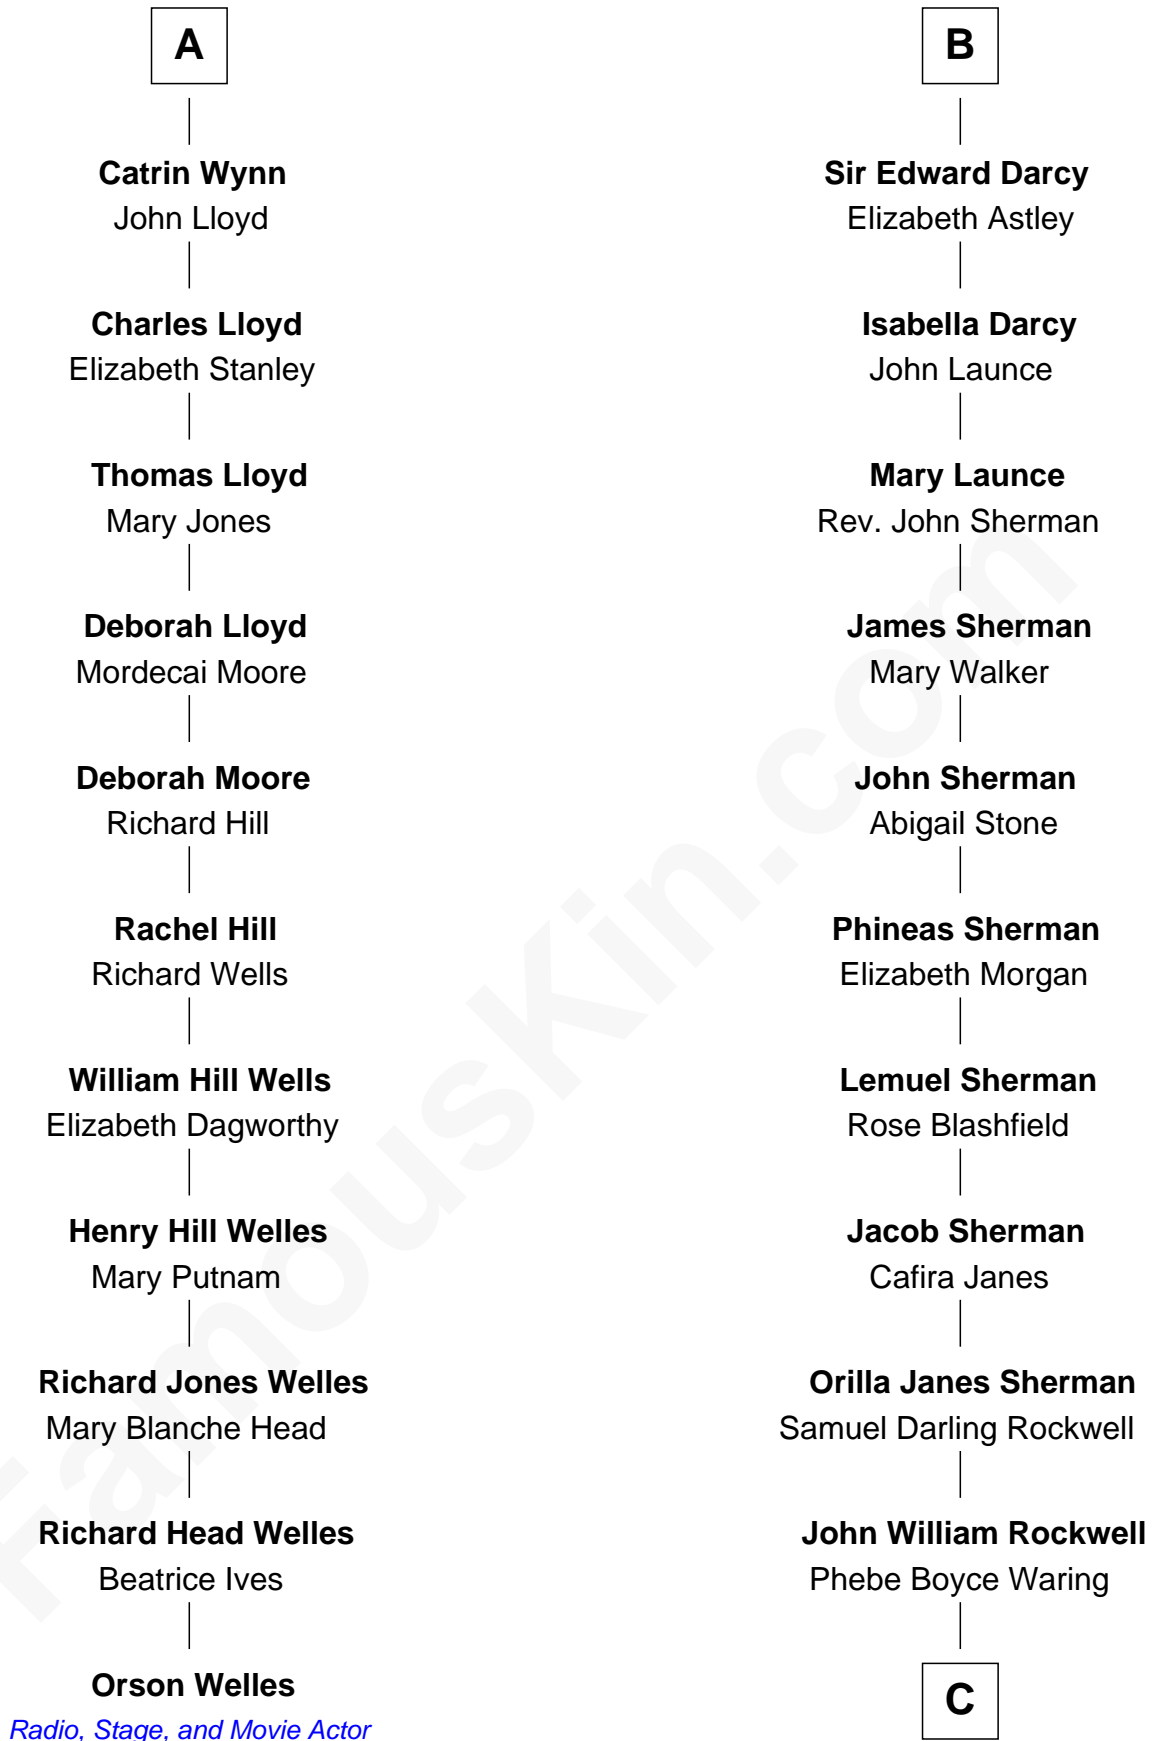 A
Catrin Wynn
John Lloyd
Charles Lloyd
Elizabeth Stanley
Thomas Lloyd
Mary Jones
Deborah Lloyd
Mordecai Moore
Deborah Moore
Richard Hill
Rachel Hill
Richard Wells
William Hill Wells
Elizabeth Dagworthy
Henry Hill Welles
Mary Putnam
Richard Jones Welles
Mary Blanche Head
Richard Head Welles
Beatrice Ives
Orson Welles
Radio, Stage, and Movie Actor
B
Sir Edward Darcy
Elizabeth Astley
Isabella Darcy
John Launce
Mary Launce
Rev. John Sherman
James Sherman
Mary Walker
John Sherman
Abigail Stone
Phineas Sherman
Elizabeth Morgan
Lemuel Sherman
Rose Blashfield
Jacob Sherman
Cafira Janes
Orilla Janes Sherman
Samuel Darling Rockwell
John William Rockwell
Phebe Boyce Waring
C
FamousKin.com